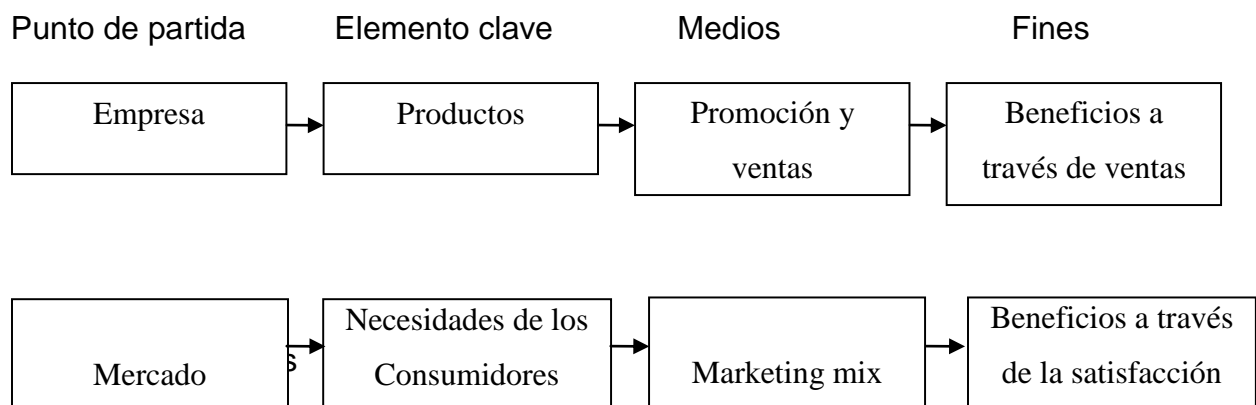 Punto de partida Elemento clave Medios Fines
Empresa
Productos
Promoción y
ventas
Beneficios a
través de ventas
Mercado
Necesidades de los
Consumidores
Marketing mix
Beneficios a través
de la satisfacción